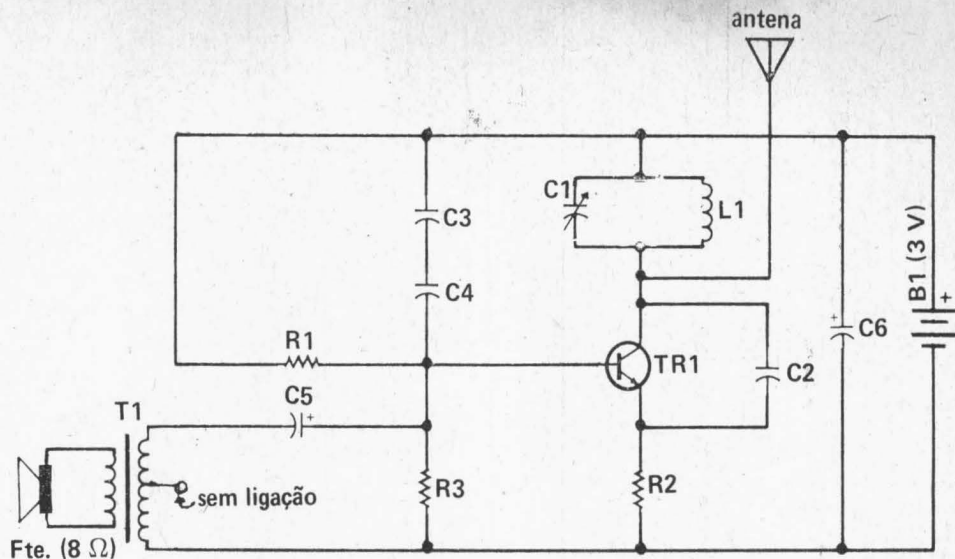 antena
C1
L1
C3
B1 (3 V)
+
C4
+
C6
R1
TR1
C2
C5
+
T1
sem ligação
R3
R2
Fte. (8 Ω)